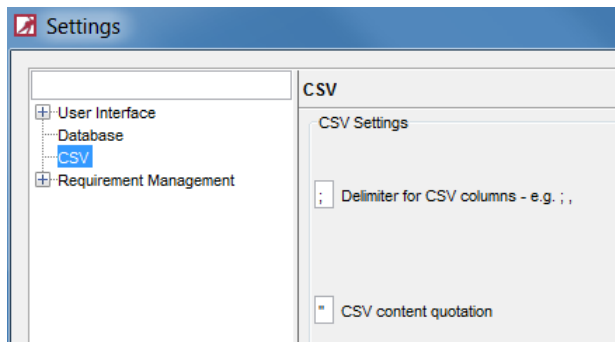 Settings
User Interface
Database
CSV
Requirement Management
CSV
CSV Settings
; Delimiter for CSV columns - e.g. ; ,
" CSV content quotation